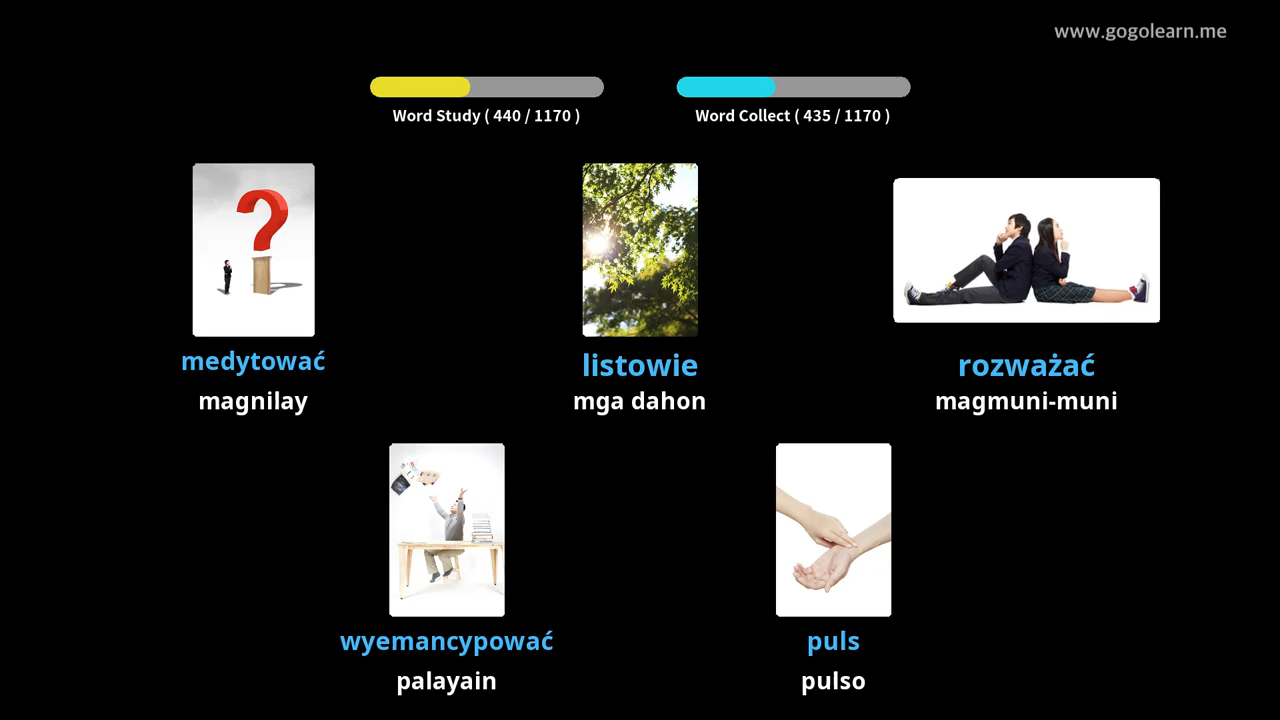 www.gogolearn.me
Word Study ( 440 / 1170 )
Word Collect ( 435 / 1170 )
medytować
magnilay
listowie
mga dahon
rozważać
magmuni-muni
wyemancypować
palayain
puls
pulso